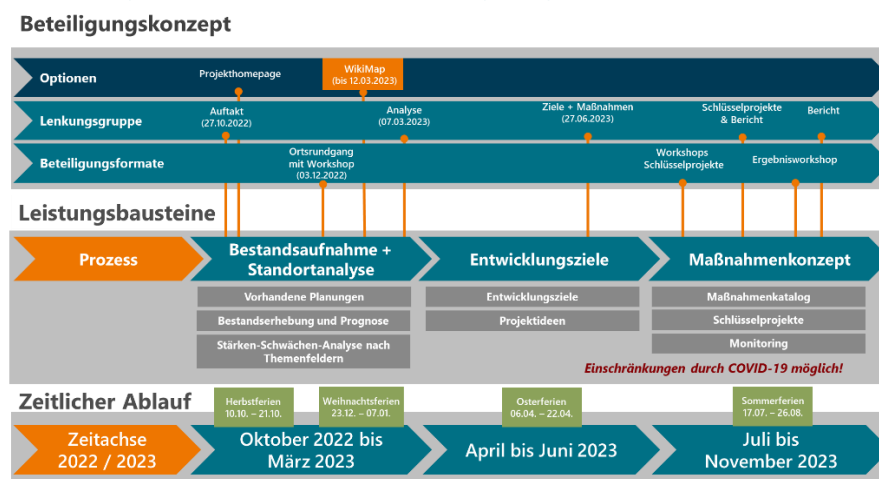 Beteiligungskonzept
Optionen
Projekthomepage
WikiMap
(bis 12.03.2023)
Lenkungsgruppe
Auftakt
(27.10.2022)
Analyse
(07.03.2023)
Ziele + Maßnahmen
(27.06.2023)
Schlüsselprojekte
& Bericht
Bericht
Beteiligungsformate
Ortsrundgang
mit Workshop
(03.12.2022)
Workshops
Schlüsselprojekte
Ergebnisworkshop
Leistungsbausteine
Prozess
Bestandsaufnahme +
Standortanalyse
Entwicklungsziele
Maßnahmenkonzept
Vorhandene Planungen
Bestandserhebung und Prognose
Stärken-Schwächen-Analyse nach
Themenfeldern
Entwicklungsziele
Projektideen
Maßnahmenkatalog
Schlüsselprojekte
Monitoring
Einschränkungen durch COVID-19 möglich!
Zeitlicher Ablauf
Herbstferien
10.10. – 21.10.
Weihnachtsferien
23.12. – 07.01.
Osterferien
06.04. – 22.04.
Sommerferien
17.07. – 26.08.
Zeitachse
2022 / 2023
Oktober 2022 bis
März 2023
April bis Juni 2023
Juli bis
November 2023